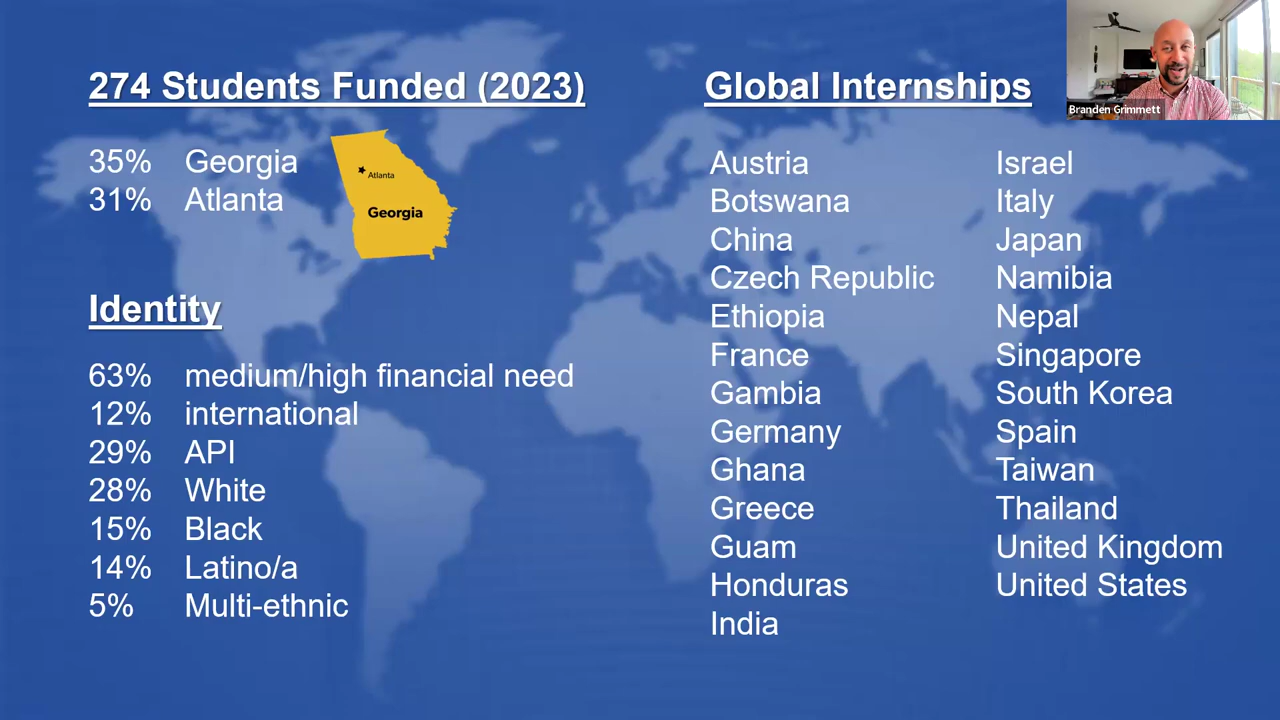 274 Students Funded (2023)
35% Georgia
31% Atlanta
Atlanta
Georgia
Identity
63% medium/high financial need
12% international
29% API
28% White
15% Black
14% Latino/a
5% Multi-ethnic
Global Internships
Austria
Botswana
China
Czech Republic
Ethiopia
France
Gambia
Germany
Ghana
Greece
Guam
Honduras
India
Israel
Italy
Japan
Namibia
Nepal
Singapore
South Korea
Spain
Taiwan
Thailand
United Kingdom
United States
Branden Grimmett